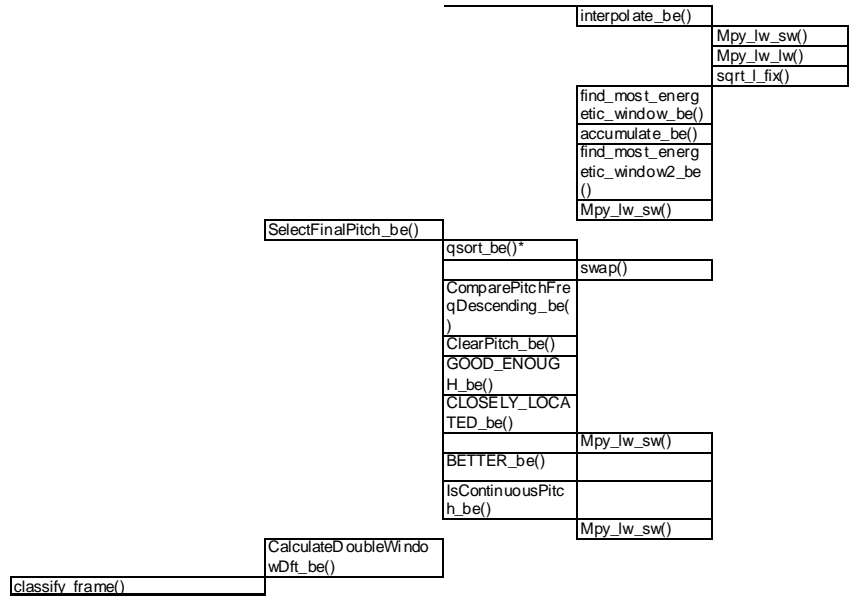 interpolate_be()
Mpy_lw_sw()
Mpy_lw_lw()
sqrt_l_fix()
find_most_energ
etic_window_be()
accumulate_be()
find_most_energ
etic_window2_be
()
Mpy_lw_sw()
SelectFinalPitch_be()
qsort_be()*
swap()
ComparePitchFre
qDescending_be(
)
ClearPitch_be()
GOOD_ENOUG
H_be()
CLOSELY_LOCA
TED_be()
Mpy_lw_sw()
BETTER_be()
IsContinuousPitc
h_be()
Mpy_lw_sw()
CalculateDoubleWindo
wDft_be()
classify_frame()